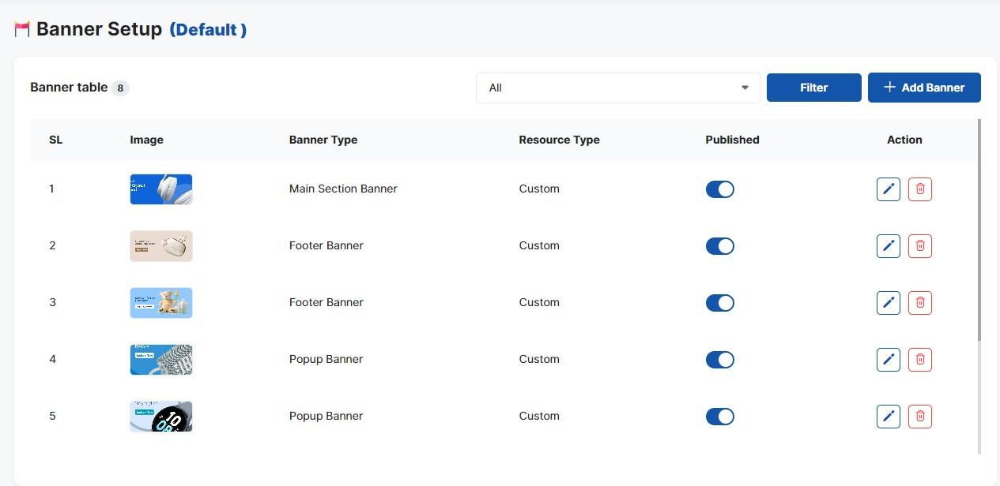 Banner Setup (Default )
Banner table 8
All
Filter
+ Add Banner
SL Image Banner Type Resource Type Published Action
1 Main Section Banner Custom
2 Footer Banner Custom
3 Footer Banner Custom
4 Popup Banner Custom
5 Popup Banner Custom
10